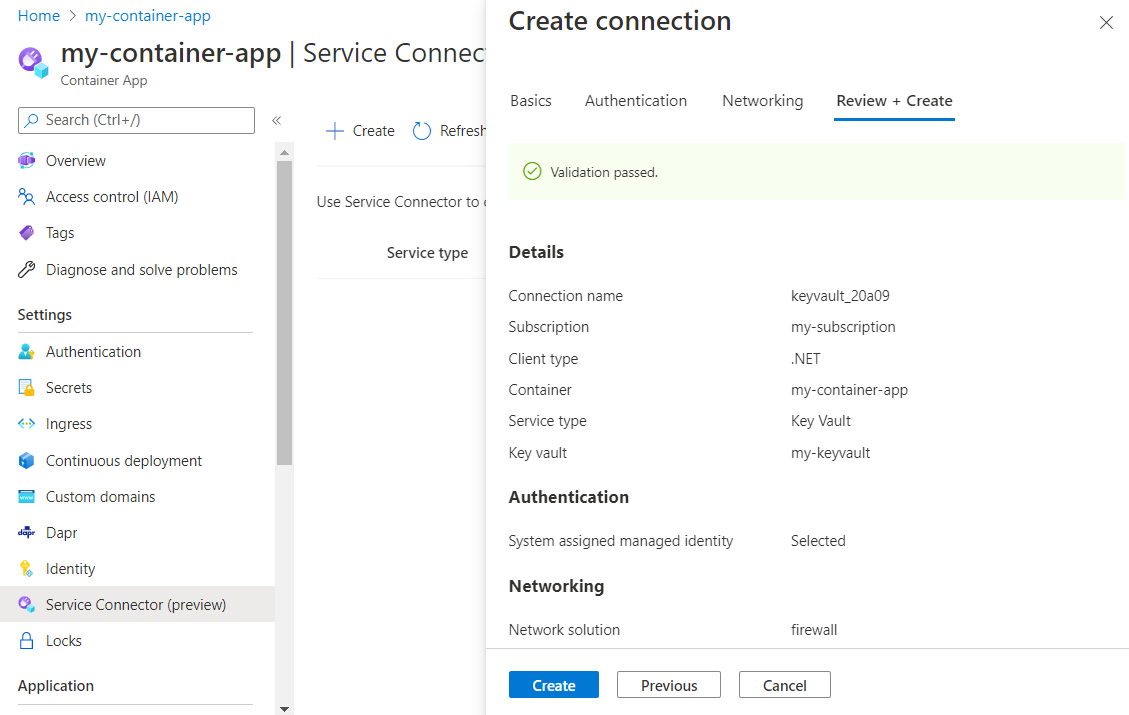 Home > my-container-app
my-container-app | Service Connec
Container App
Search (Ctrl+/)
«
Overview
Access control (IAM)
Tags
Diagnose and solve problems
Settings
Authentication
Secrets
Ingress
Continuous deployment
Custom domains
Dapr
Identity
Service Connector (preview)
Locks
Application
Create Refresh
Use Service Connector to c
Service type
Create connection
Basics Authentication Networking Review + Create
Validation passed.
Details
Connection name keyvault_20a09
Subscription my-subscription
Client type .NET
Container my-container-app
Service type Key Vault
Key vault my-keyvault
Authentication
System assigned managed identity Selected
Networking
Network solution firewall
Create Previous Cancel